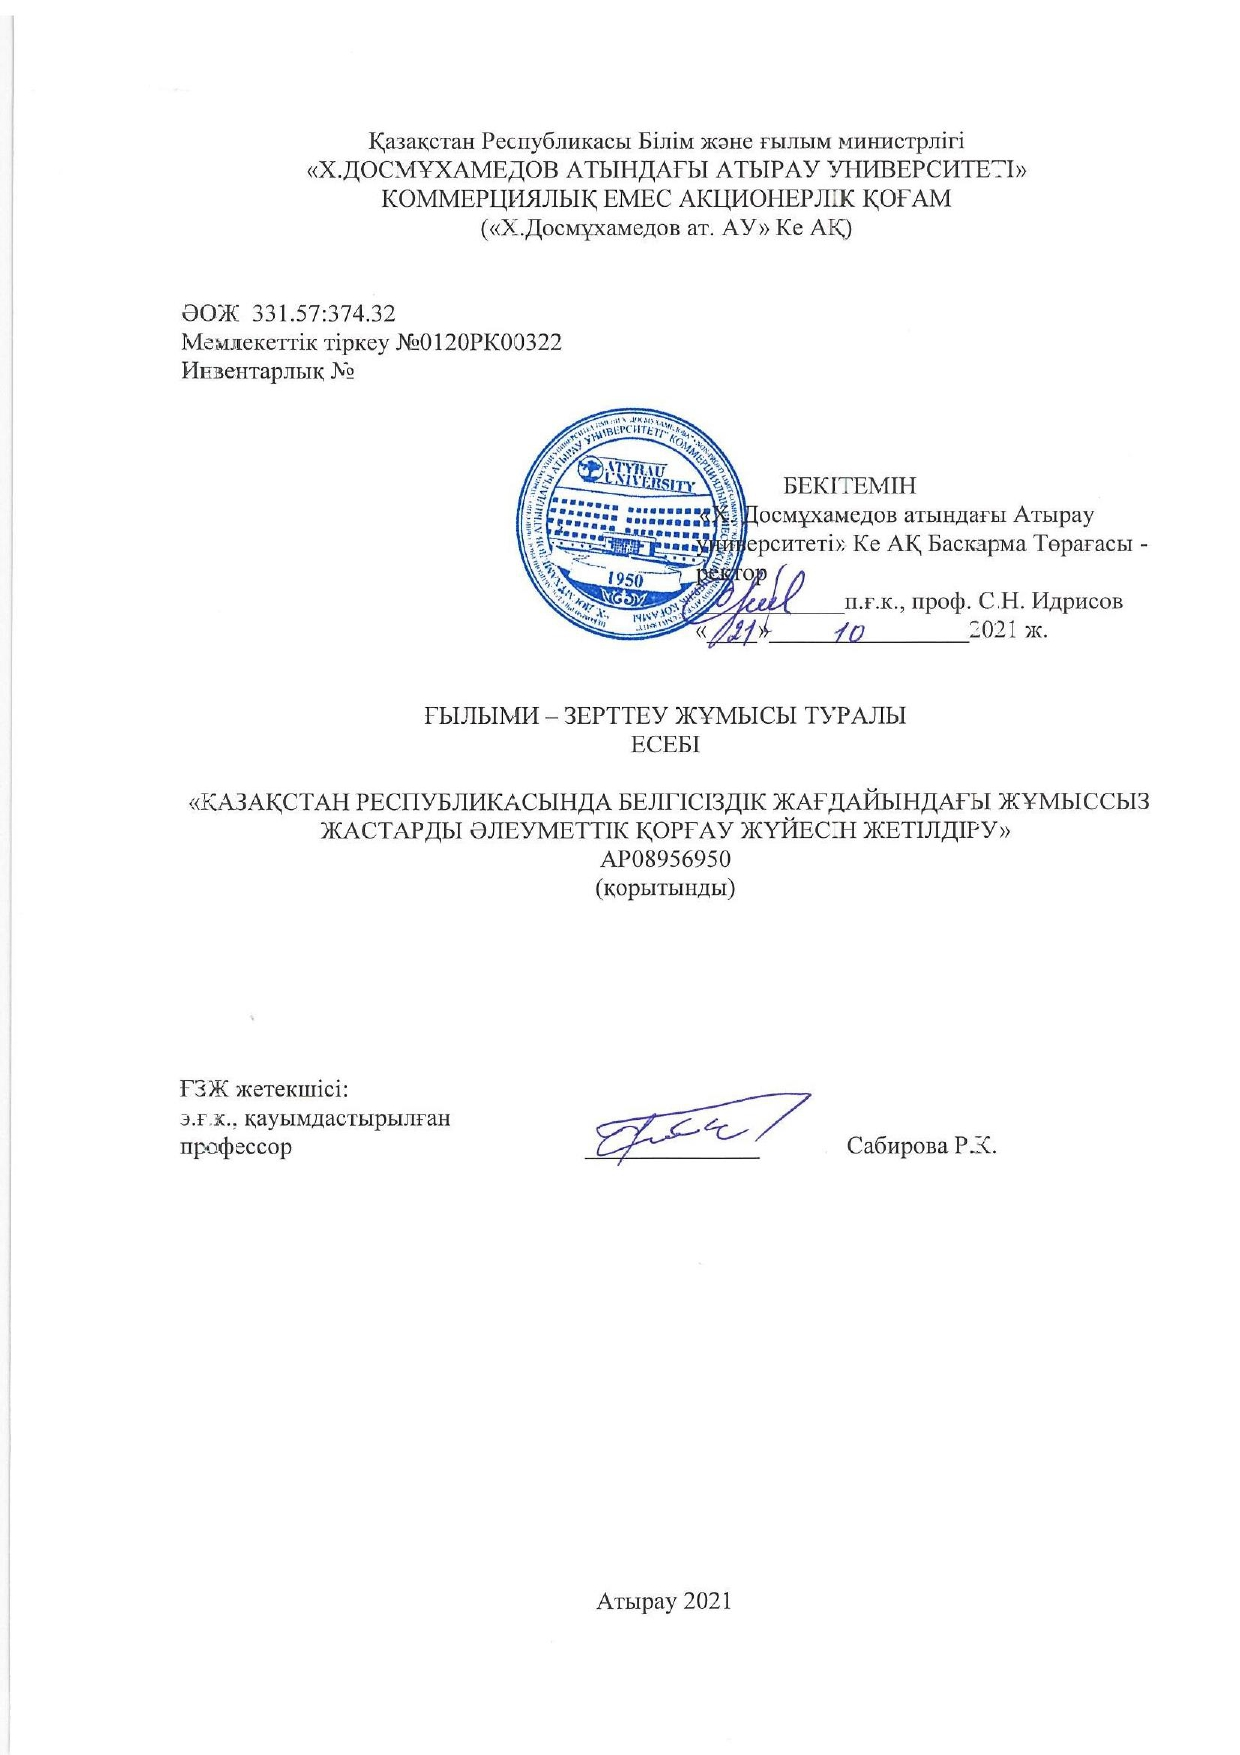 Қазақстан Республикасы Білім және ғылым министрлігі
«Х.ДОСМҰХАМЕДОВ АТЫНДАҒЫ АТЫРАУ УНИВЕРСИТЕТІ»
КОММЕРЦИЯЛЫҚ ЕМЕС АКЦИОНЕРЛІК ҚОҒАМ
(«Х.Досмұхамедов ат. АУ» Ке АҚ)
ӘОЖ 331.57:374.32
Мемлекеттік тіркеу №0120РК00322
Инвентарлық №
ATYRAU
UNIVERSITY
1950
БЕКІТЕМІН
«Х. Досмұхамедов атындағы Атырау
университеті» Ке АҚ Басқарма Төрағасы -
ректор
____________п.ғ.к., проф. С.Н. Идрисов
«21» 10 2021 ж.
ҒЫЛЫМИ – ЗЕРТТЕУ ЖҰМЫСЫ ТУРАЛЫ
ЕСЕБІ
«ҚАЗАҚСТАН РЕСПУБЛИКАСЫНДА БЕЛГІСІЗДІК ЖАҒДАЙЫНДАҒЫ ЖҰМЫССЫЗ
ЖАСТАРДЫ ӘЛЕУМЕТТІК ҚОРҒАУ ЖҮЙЕСІН ЖЕТІЛДІРУ»
АР08956950
(қорытынды)
ҒЗЖ жетекшісі:
э.ғ.к., қауымдастырылған
профессор ______________ Сабирова Р.К.
Атырау 2021